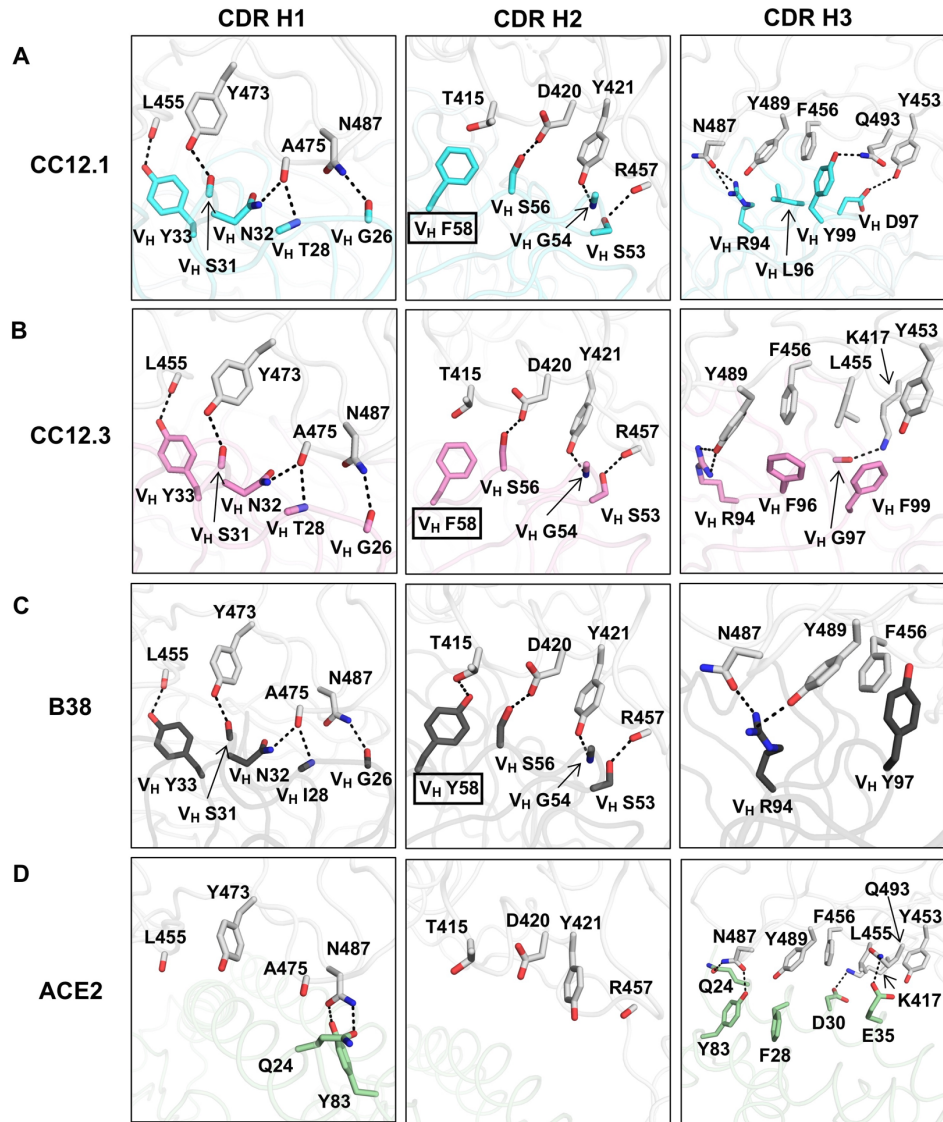 CDR H1 CDR H2 CDR H3
A
CC12.1
L455
Y473
A475
N487
V_H Y33
V_H S31
V_H N32
V_H T28
V_H G26
T415
D420
Y421
R457
V_H F58
V_H S56
V_H G54
V_H S53
N487
Y489
F456
Q493
Y453
V_H R94
V_H L96
V_H Y99
V_H D97
B
CC12.3
L455
Y473
A475
N487
V_H Y33
V_H S31
V_H N32
V_H T28
V_H G26
T415
D420
Y421
R457
V_H F58
V_H S56
V_H G54
V_H S53
Y489
F456
L455
K417
Y453
V_H R94
V_H F96
V_H G97
V_H F99
C
B38
L455
Y473
A475
N487
V_H Y33
V_H S31
V_H N32
V_H I28
V_H G26
T415
D420
Y421
R457
V_H Y58
V_H S56
V_H G54
V_H S53
N487
Y489
F456
V_H R94
V_H Y97
D
ACE2
L455
Y473
A475
N487
Q24
Y83
T415
D420
Y421
R457
N487
Y489
F456
L455
Q493
Y453
Q24
Y83
F28
D30
E35
K417